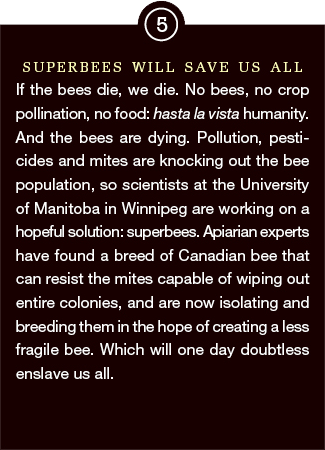 5
SUPERBEES WILL SAVE US ALL
If the bees die, we die. No bees, no crop
pollination, no food: hasta la vista humanity.
And the bees are dying. Pollution, pesti-
cides and mites are knocking out the bee
population, so scientists at the University
of Manitoba in Winnipeg are working on a
hopeful solution: superbees. Apiarian experts
have found a breed of Canadian bee that
can resist the mites capable of wiping out
entire colonies, and are now isolating and
breeding them in the hope of creating a less
fragile bee. Which will one day doubtless
enslave us all.